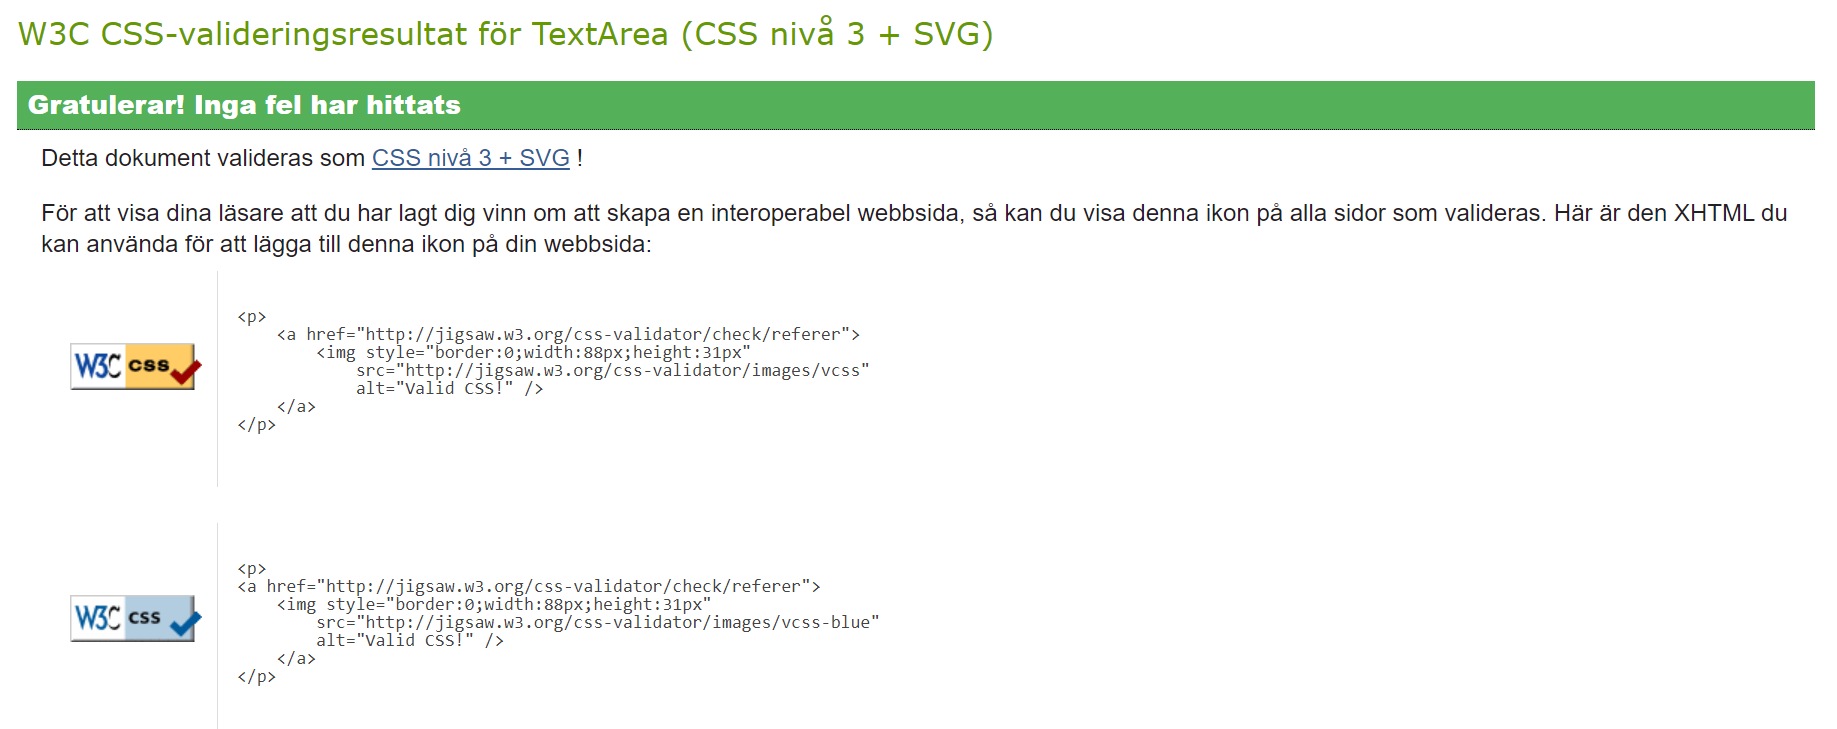 W3C CSS-valideringsresultat för TextArea (CSS nivå 3 + SVG)
Gratulerar! Inga fel har hittats
Detta dokument valideras som CSS nivå 3 + SVG !
För att visa dina läsare att du har lagt dig vinn om att skapa en interoperabel webbsida, så kan du visa denna ikon på alla sidor som valideras. Här är den XHTML du
kan använda för att lägga till denna ikon på din webbsida:
<p>
    <a href="http://jigsaw.w3.org/css-validator/check/referer">
        <img style="border:0;width:88px;height:31px"
            src="http://jigsaw.w3.org/css-validator/images/vcss"
            alt="Valid CSS!" />
    </a>
</p>
W3C css
<p>
<a href="http://jigsaw.w3.org/css-validator/check/referer">
    <img style="border:0;width:88px;height:31px"
        src="http://jigsaw.w3.org/css-validator/images/vcss-blue"
        alt="Valid CSS!" />
    </a>
</p>
W3C css